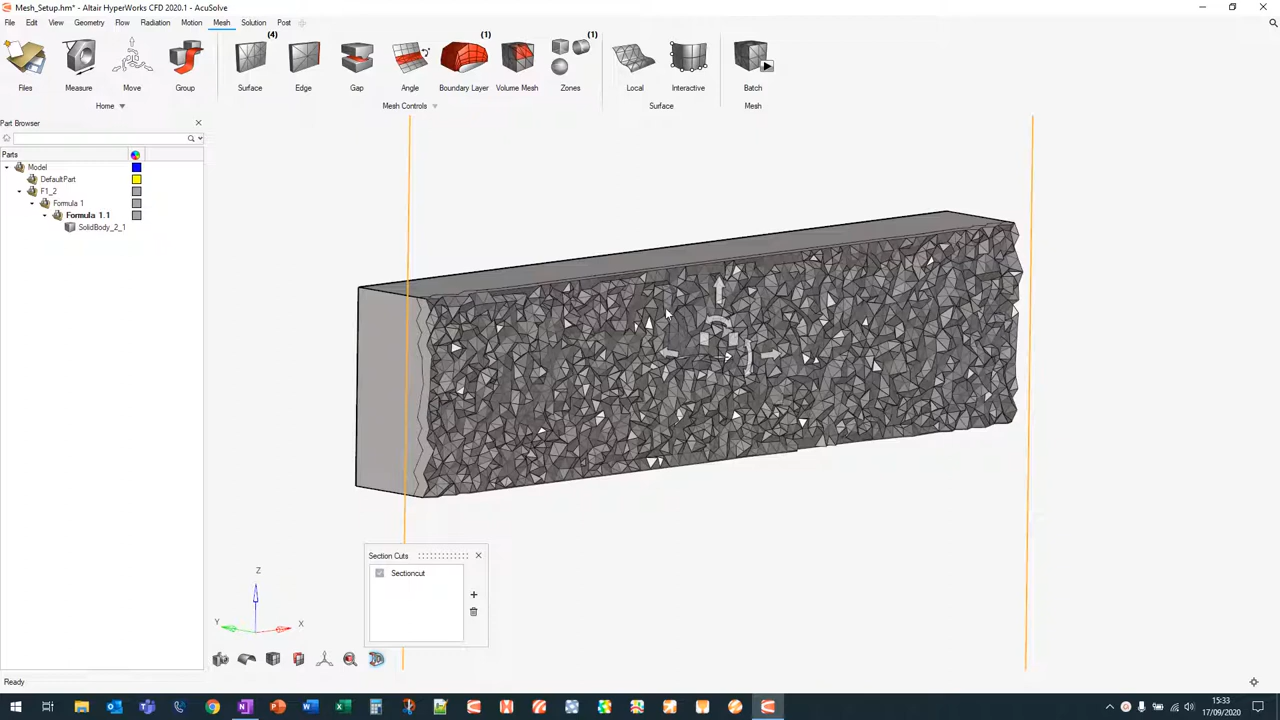 Mesh_Setup.hm* - Altair HyperWorks CFD 2020.1 - AcuSolve
File Edit View Geometry Flow Radiation Motion Mesh Solution Post
(4) (1) (1)
Files Measure Move Group Surface Edge Gap Angle Boundary Layer Volume Mesh Zones Local Interactive Batch
Home Mesh Controls Surface Mesh
Part Browser
Parts
Model
DefaultPart
F1_2
Formula 1
Formula 1.1
SolidBody_2_1
Section Cuts
Sectioncut
Z
Y X
Ready
15:33
17/09/2020